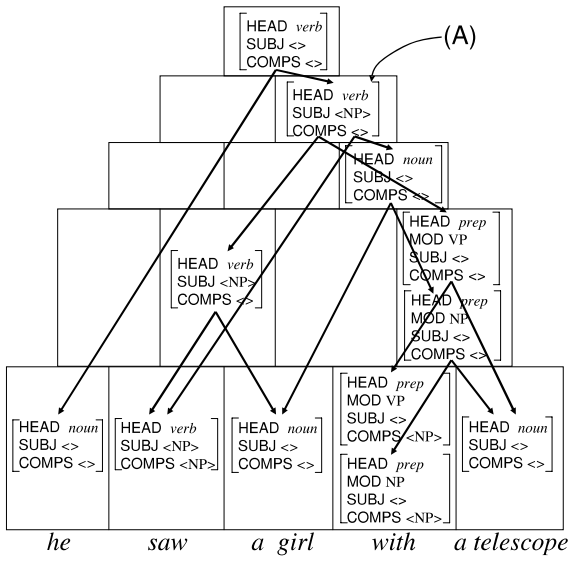 HEAD verb
SUBJ <>
COMPS <>
(A)
HEAD verb
SUBJ <NP>
COMPS <>
HEAD noun
SUBJ <>
COMPS <>
HEAD prep
MOD VP
SUBJ <>
COMPS <>
HEAD verb
SUBJ <NP>
COMPS <>
HEAD prep
MOD NP
SUBJ <>
COMPS <>
HEAD noun
SUBJ <>
COMPS <>
HEAD verb
SUBJ <NP>
COMPS <NP>
HEAD noun
SUBJ <>
COMPS <>
HEAD prep
MOD VP
SUBJ <>
COMPS <NP>
HEAD prep
MOD NP
SUBJ <>
COMPS <NP>
HEAD noun
SUBJ <>
COMPS <>
he saw a girl with a telescope